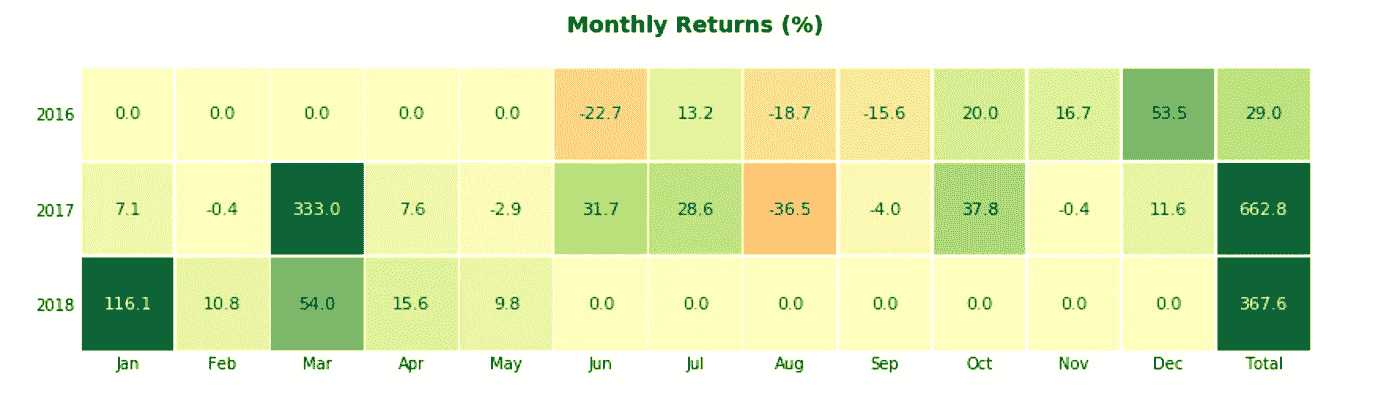 Monthly Returns (%)
2016 0.0 0.0 0.0 0.0 0.0 -22.7 13.2 -18.7 -15.6 20.0 16.7 53.5 29.0
2017 7.1 -0.4 333.0 7.6 -2.9 31.7 28.6 -36.5 -4.0 37.8 -0.4 11.6 662.8
2018 116.1 10.8 54.0 15.6 9.8 0.0 0.0 0.0 0.0 0.0 0.0 0.0 367.6
Jan Feb Mar Apr May Jun Jul Aug Sep Oct Nov Dec Total